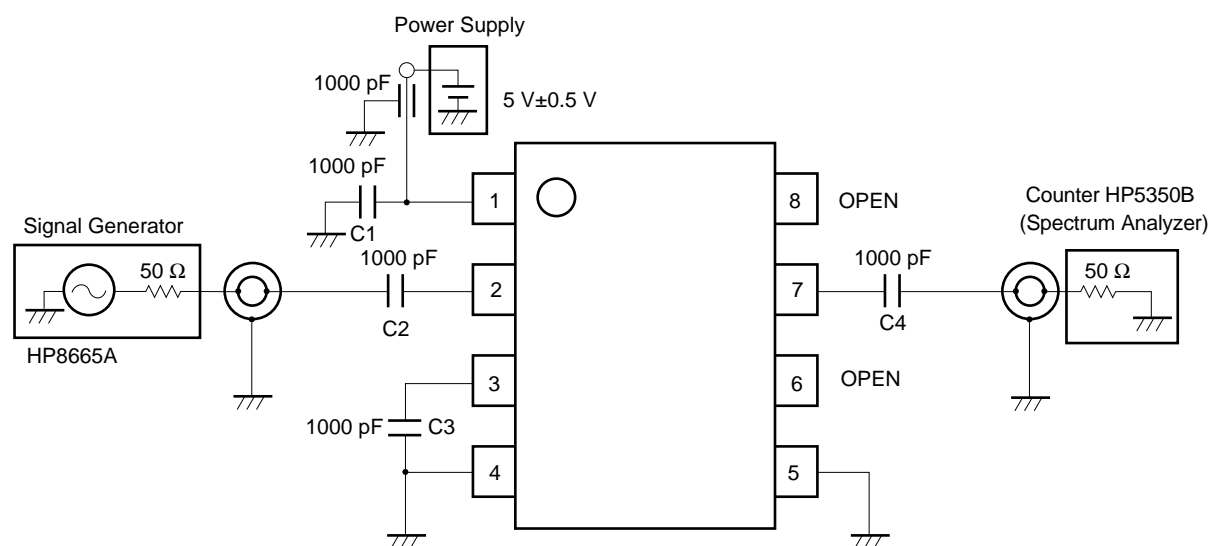 Power Supply
1000 pF
5 V±0.5 V
1000 pF
C1
1
8
OPEN
Counter HP5350B
(Spectrum Analyzer)
Signal Generator
50 Ω
HP8665A
1000 pF
C2
2
7
1000 pF
C4
50 Ω
3
6
OPEN
1000 pF
C3
4
5